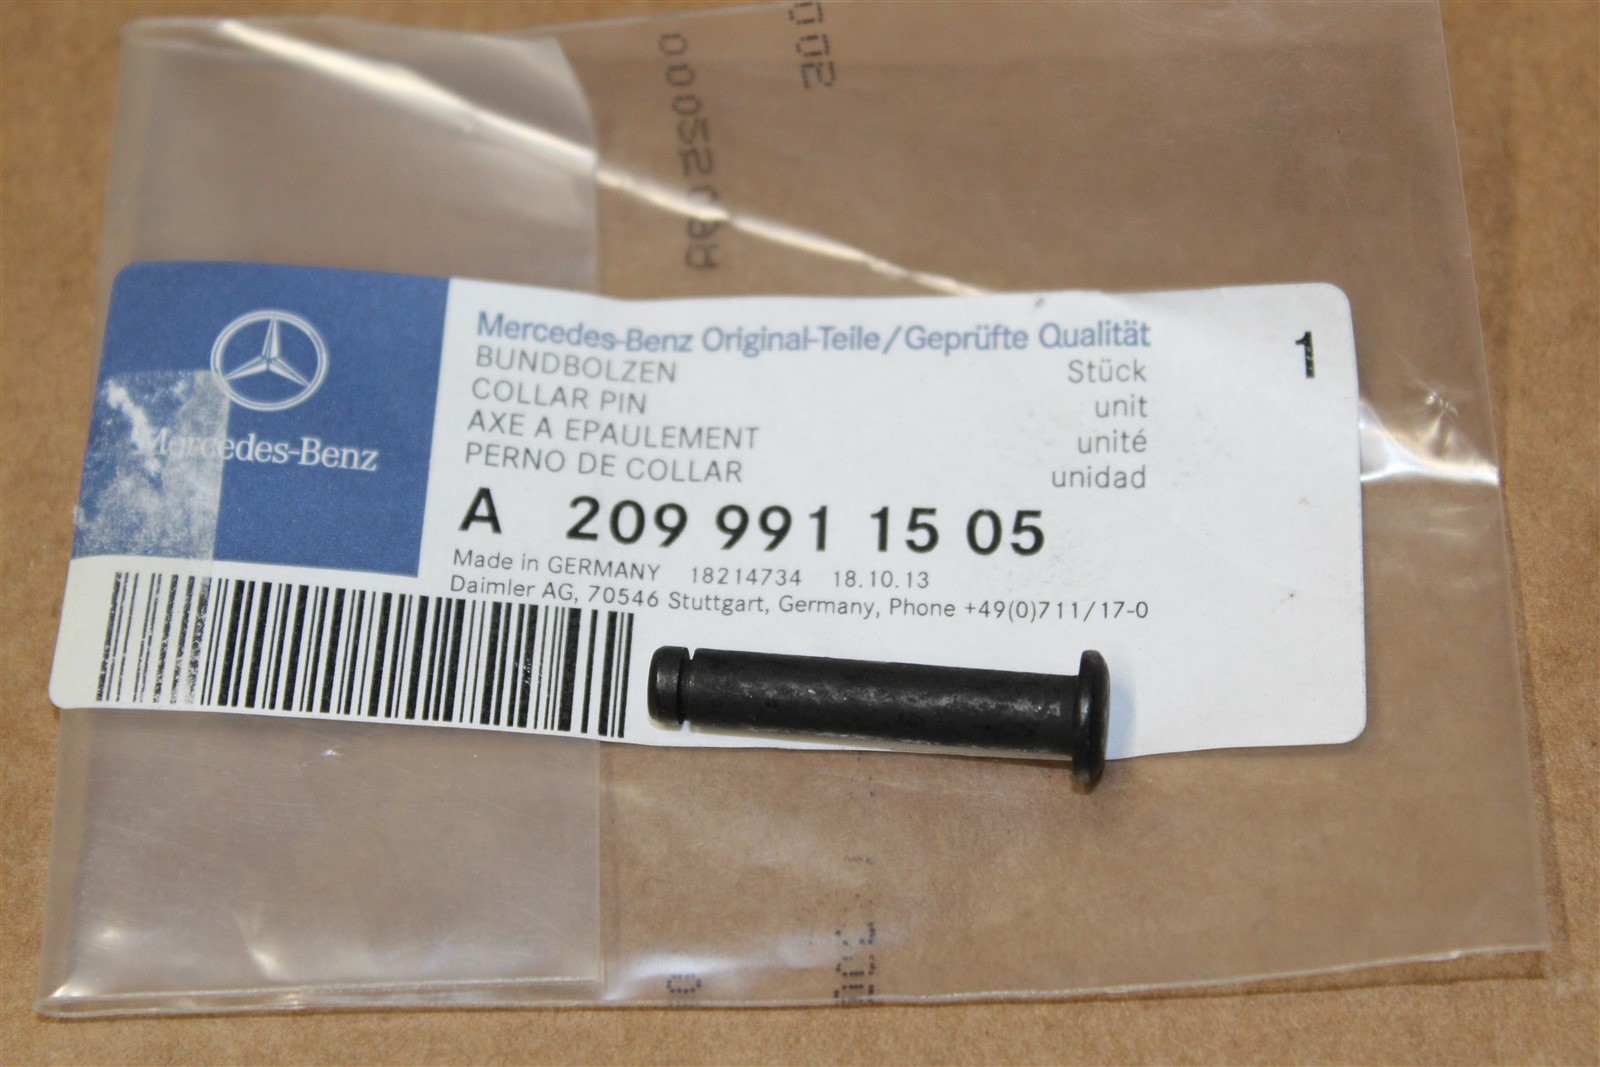 Mercedes-Benz
Mercedes-Benz Original-Teile/Geprüfte Qualität
BUNDBOLZEN Stück 1
COLLAR PIN unit
AXE A EPAULEMENT unité
PERNO DE COLLAR unidad
A 209 991 15 05
Made in GERMANY 18214734 18.10.13
Daimler AG, 70546 Stuttgart, Germany, Phone +49(0)711/17-0